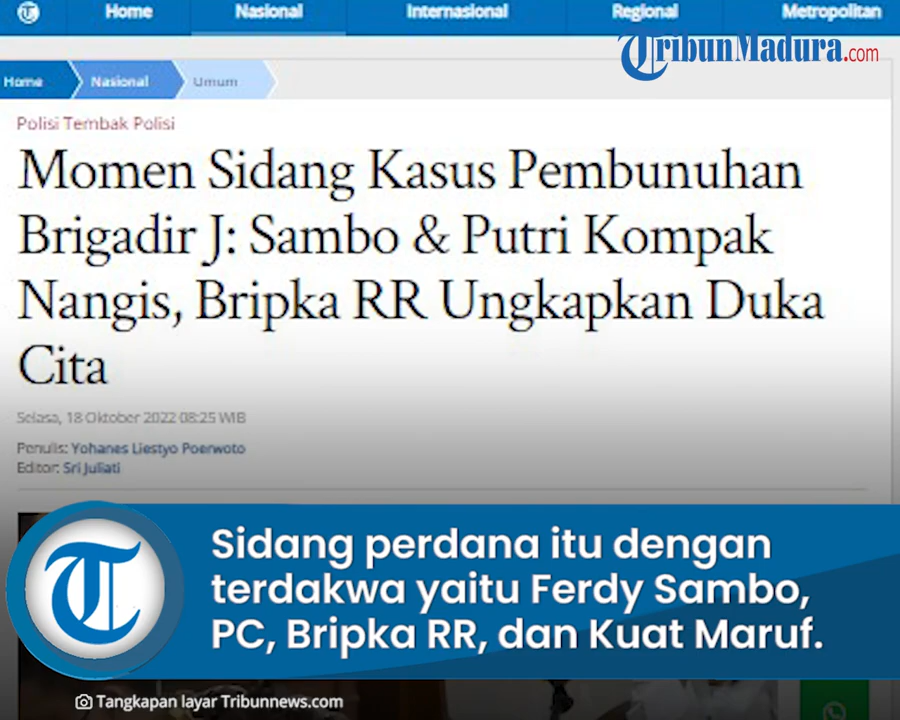 Home Nasional Internasional Regional Metropolitan
TribunMadura.com
Home Nasional Umum
Polisi Tembak Polisi
Momen Sidang Kasus Pembunuhan
Brigadir J: Sambo & Putri Kompak
Nangis, Bripka RR Ungkapkan Duka
Cita
Selasa, 18 Oktober 2022 08:25 WIB
Penulis: Yohanes Liestyo Poerwoto
Editor: Sri Juliati
Sidang perdana itu dengan
terdakwa yaitu Ferdy Sambo,
PC, Bripka RR, dan Kuat Maruf.
Tangkapan layar Tribunnews.com